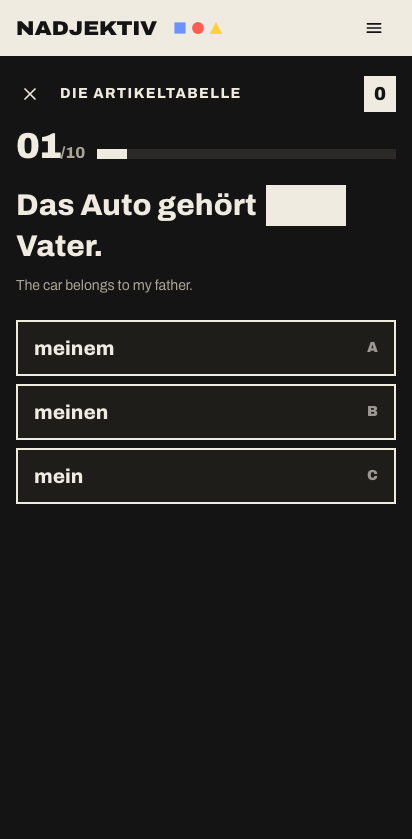 NADJEKTIV
DIE ARTIKELTABELLE
0
01/10
Das Auto gehört
Vater.
The car belongs to my father.
meinem A
meinen B
mein C